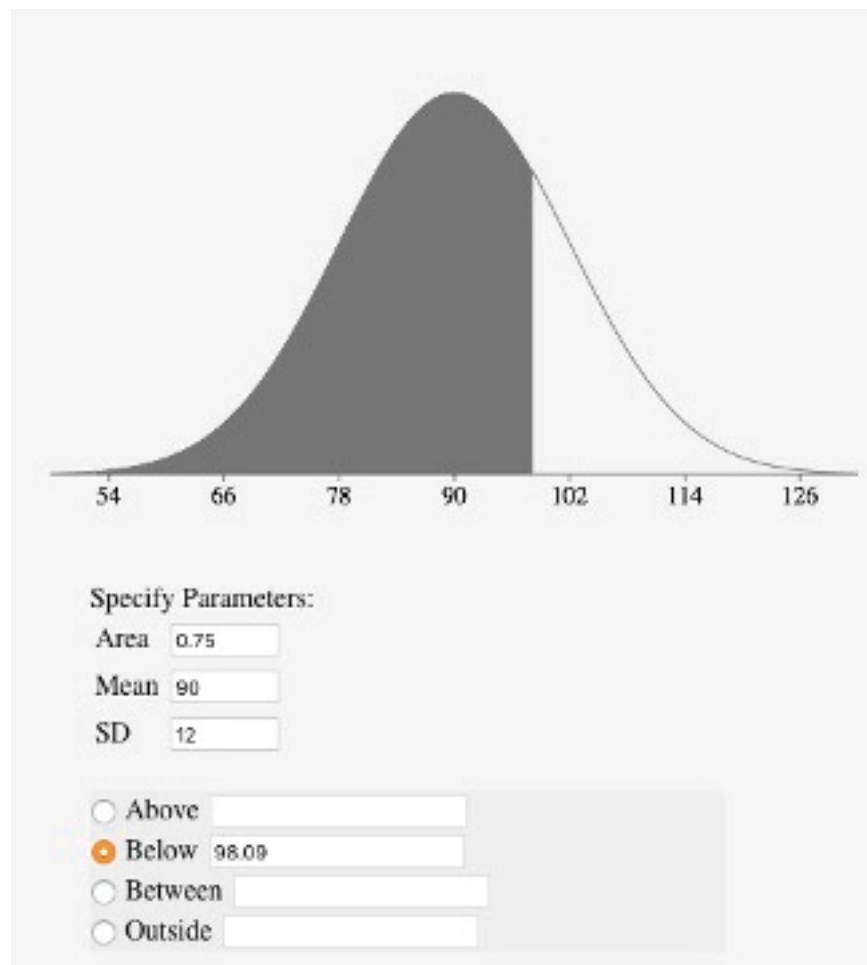 54 66 78 90 102 114 126
Specify Parameters:
Area 0.75
Mean 90
SD 12
Above
Below 98.09
Between
Outside